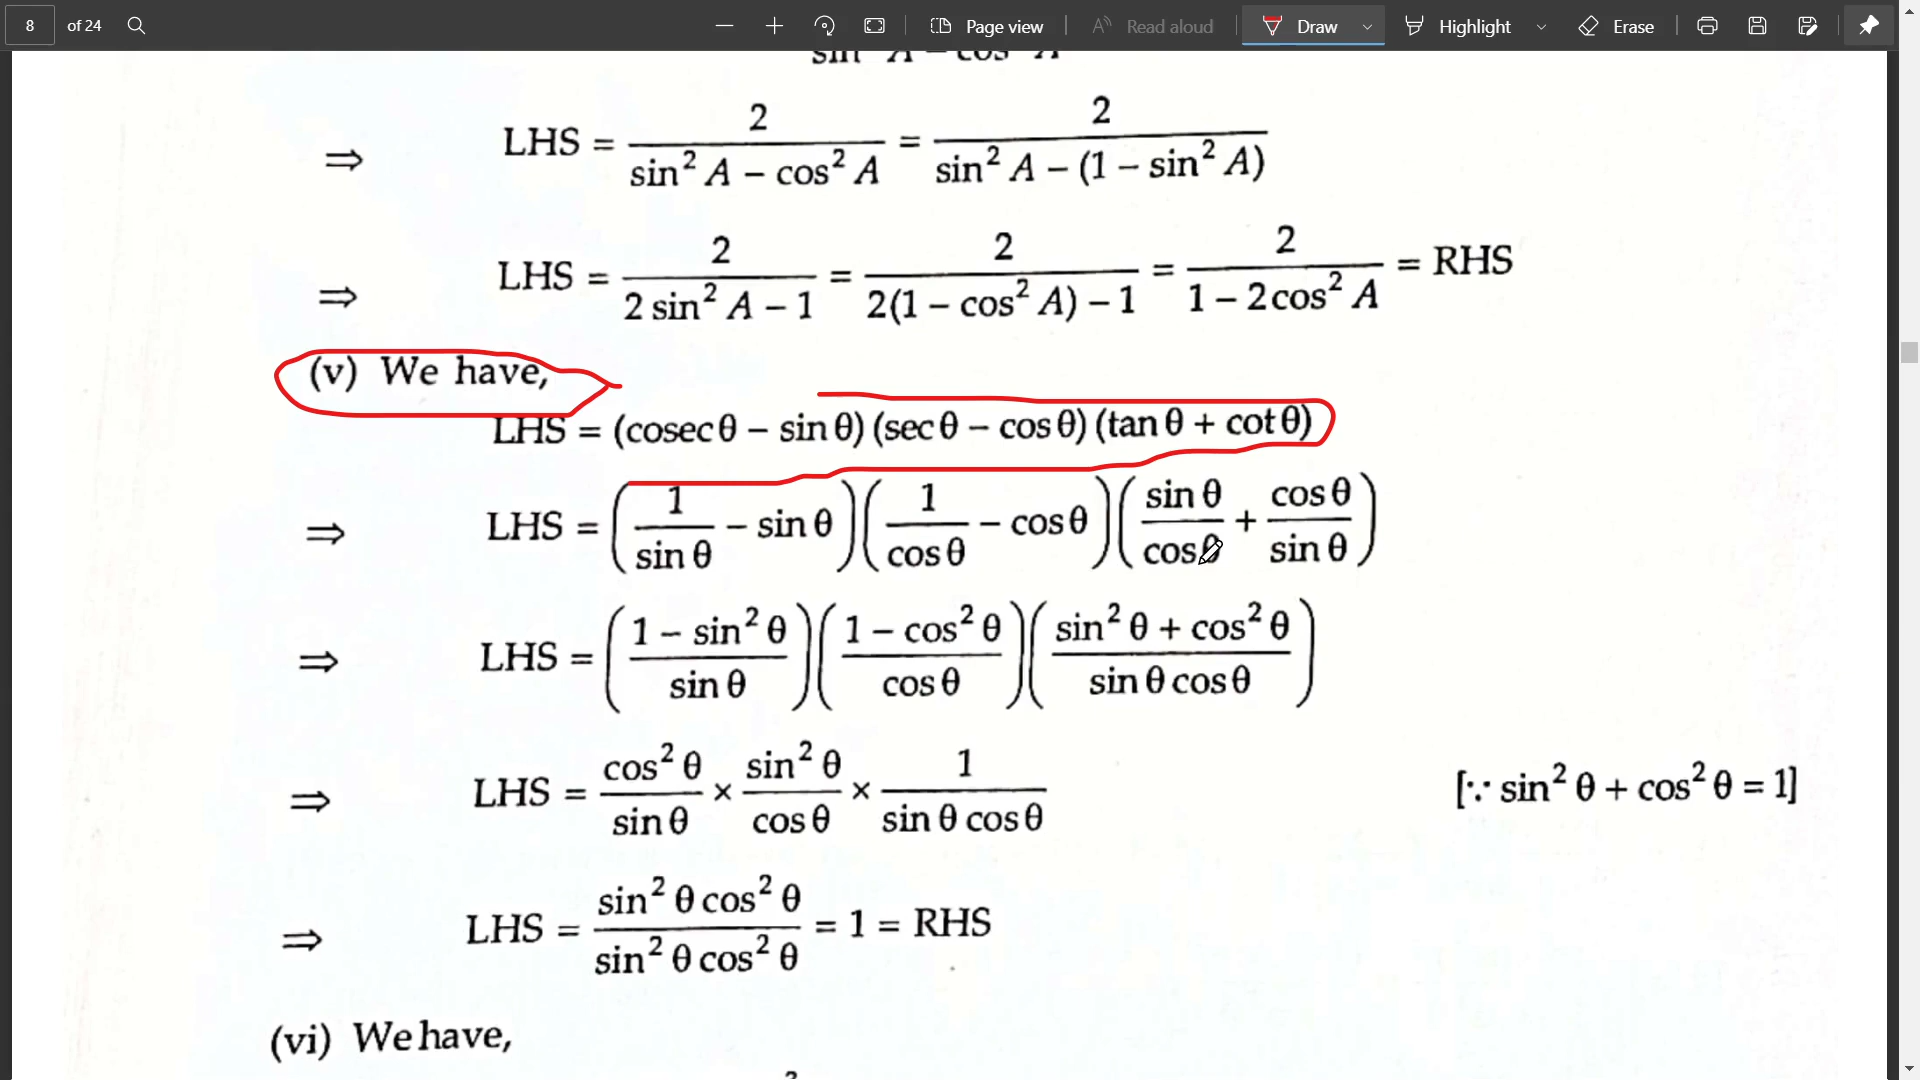 8 of 24 Page view Read aloud Draw Highlight Erase
⇒ LHS = 2/(sin² A − cos² A) = 2/(sin² A − (1 − sin² A))
⇒ LHS = 2/(2 sin² A − 1) = 2/(2(1 − cos² A) − 1) = 2/(1 − 2cos² A) = RHS
(v) We have,
LHS = (cosec θ − sin θ) (sec θ − cos θ) (tan θ + cot θ)
⇒ LHS = (1/sin θ − sin θ)(1/cos θ − cos θ)(sin θ/cos θ + cos θ/sin θ)
⇒ LHS = ((1 − sin² θ)/sin θ)((1 − cos² θ)/cos θ)((sin² θ + cos² θ)/(sin θ cos θ))
⇒ LHS = cos² θ/sin θ × sin² θ/cos θ × 1/(sin θ cos θ) [∵ sin² θ + cos² θ = 1]
⇒ LHS = (sin² θ cos² θ)/(sin² θ cos² θ) = 1 = RHS
(vi) We have,